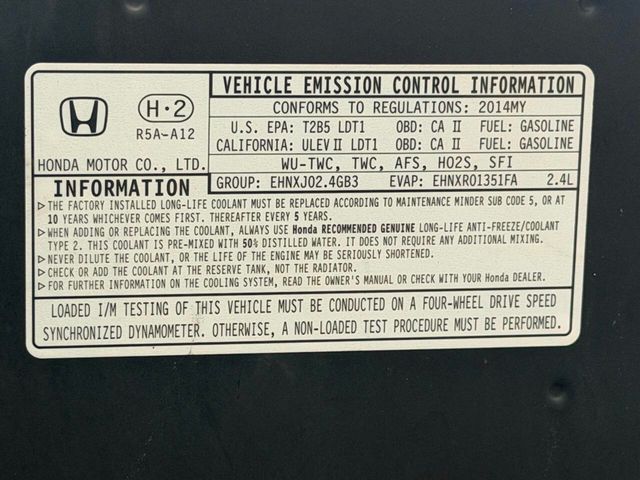 VEHICLE EMISSION CONTROL INFORMATION
H·2
R5A-A12
HONDA MOTOR CO., LTD.
CONFORMS TO REGULATIONS: 2014MY
U.S. EPA: T2B5 LDT1 OBD: CA II FUEL: GASOLINE
CALIFORNIA: ULEV II LDT1 OBD: CA II FUEL: GASOLINE
WU-TWC, TWC, AFS, HO2S, SFI
GROUP: EHNXJ02.4GB3 EVAP: EHNXR01351FA 2.4L
INFORMATION
▷THE FACTORY INSTALLED LONG-LIFE COOLANT MUST BE REPLACED ACCORDING TO MAINTENANCE MINDER SUB CODE 5, OR AT
10 YEARS WHICHEVER COMES FIRST. THEREAFTER EVERY 5 YEARS.
▷WHEN ADDING OR REPLACING THE COOLANT, ALWAYS USE Honda RECOMMENDED GENUINE LONG-LIFE ANTI-FREEZE/COOLANT
TYPE 2. THIS COOLANT IS PRE-MIXED WITH 50% DISTILLED WATER. IT DOES NOT REQUIRE ANY ADDITIONAL MIXING.
▷NEVER DILUTE THE COOLANT, OR THE LIFE OF THE ENGINE MAY BE SERIOUSLY SHORTENED.
▷CHECK OR ADD THE COOLANT AT THE RESERVE TANK, NOT THE RADIATOR.
▷FOR FURTHER INFORMATION ON THE COOLING SYSTEM, READ THE OWNER'S MANUAL OR CHECK WITH YOUR Honda DEALER.
LOADED I/M TESTING OF THIS VEHICLE MUST BE CONDUCTED ON A FOUR-WHEEL DRIVE SPEED
SYNCHRONIZED DYNAMOMETER. OTHERWISE, A NON-LOADED TEST PROCEDURE MUST BE PERFORMED.